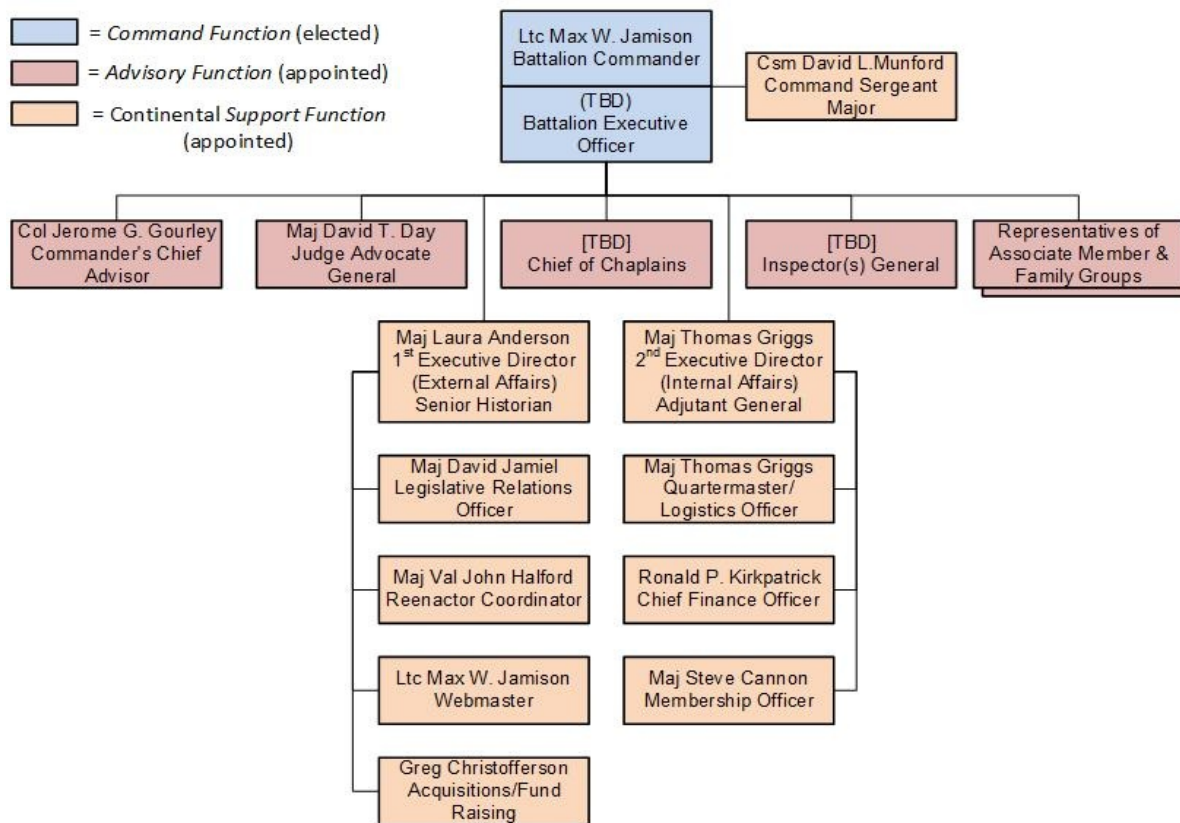 = Command Function (elected)
= Advisory Function (appointed)
= Continental Support Function
(appointed)
Ltc Max W. Jamison
Battalion Commander
(TBD)
Battalion Executive
Officer
Csm David L.Munford
Command Sergeant
Major
Col Jerome G. Gourley
Commander's Chief
Advisor
Maj David T. Day
Judge Advocate
General
[TBD]
Chief of Chaplains
[TBD]
Inspector(s) General
Representatives of
Associate Member &
Family Groups
Maj Laura Anderson
1st Executive Director
(External Affairs)
Senior Historian
Maj Thomas Griggs
2nd Executive Director
(Internal Affairs)
Adjutant General
Maj David Jamiel
Legislative Relations
Officer
Maj Thomas Griggs
Quartermaster/
Logistics Officer
Maj Val John Halford
Reenactor Coordinator
Ronald P. Kirkpatrick
Chief Finance Officer
Ltc Max W. Jamison
Webmaster
Maj Steve Cannon
Membership Officer
Greg Christofferson
Acquisitions/Fund
Raising